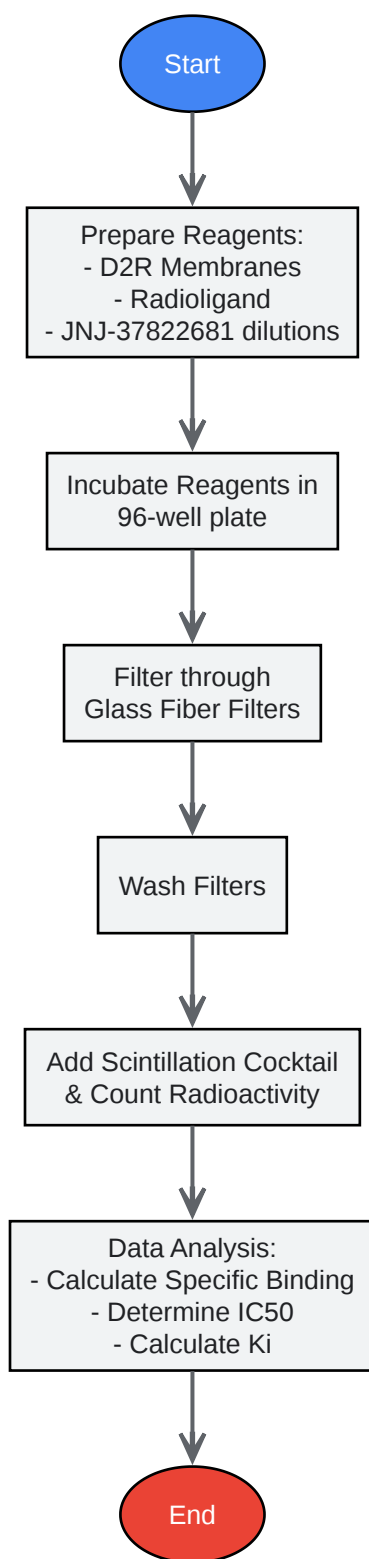 Start
Prepare Reagents:
- D2R Membranes
- Radioligand
- JNJ-37822681 dilutions
Incubate Reagents in
96-well plate
Filter through
Glass Fiber Filters
Wash Filters
Add Scintillation Cocktail
& Count Radioactivity
Data Analysis:
- Calculate Specific Binding
- Determine IC50
- Calculate Ki
End